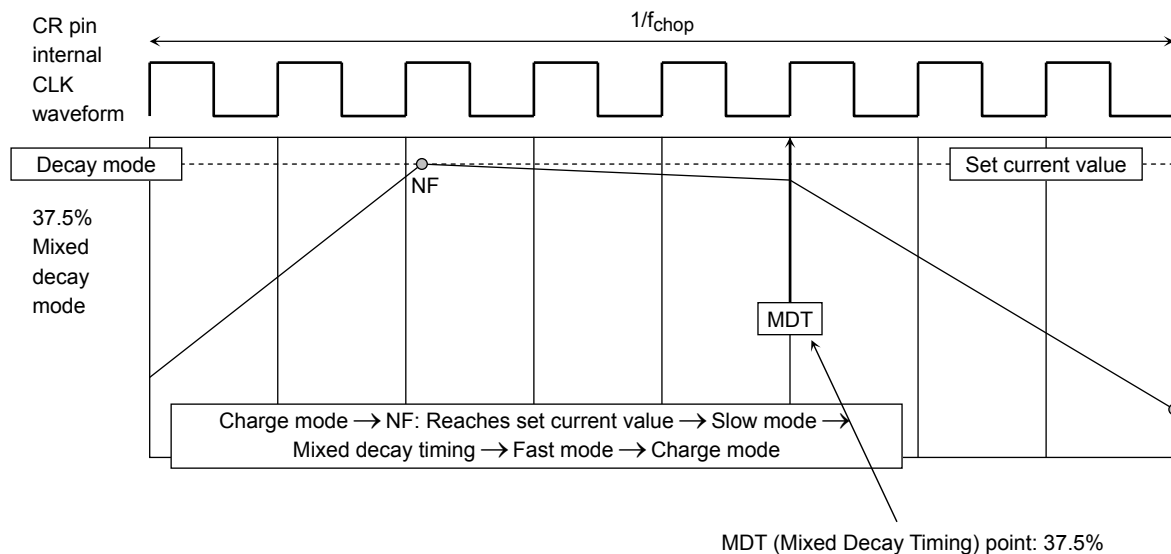 CR pin
internal
CLK
waveform
1/fchop
Decay mode
Set current value
NF
37.5%
Mixed
decay
mode
MDT
Charge mode → NF: Reaches set current value → Slow mode →
Mixed decay timing → Fast mode → Charge mode
MDT (Mixed Decay Timing) point: 37.5%